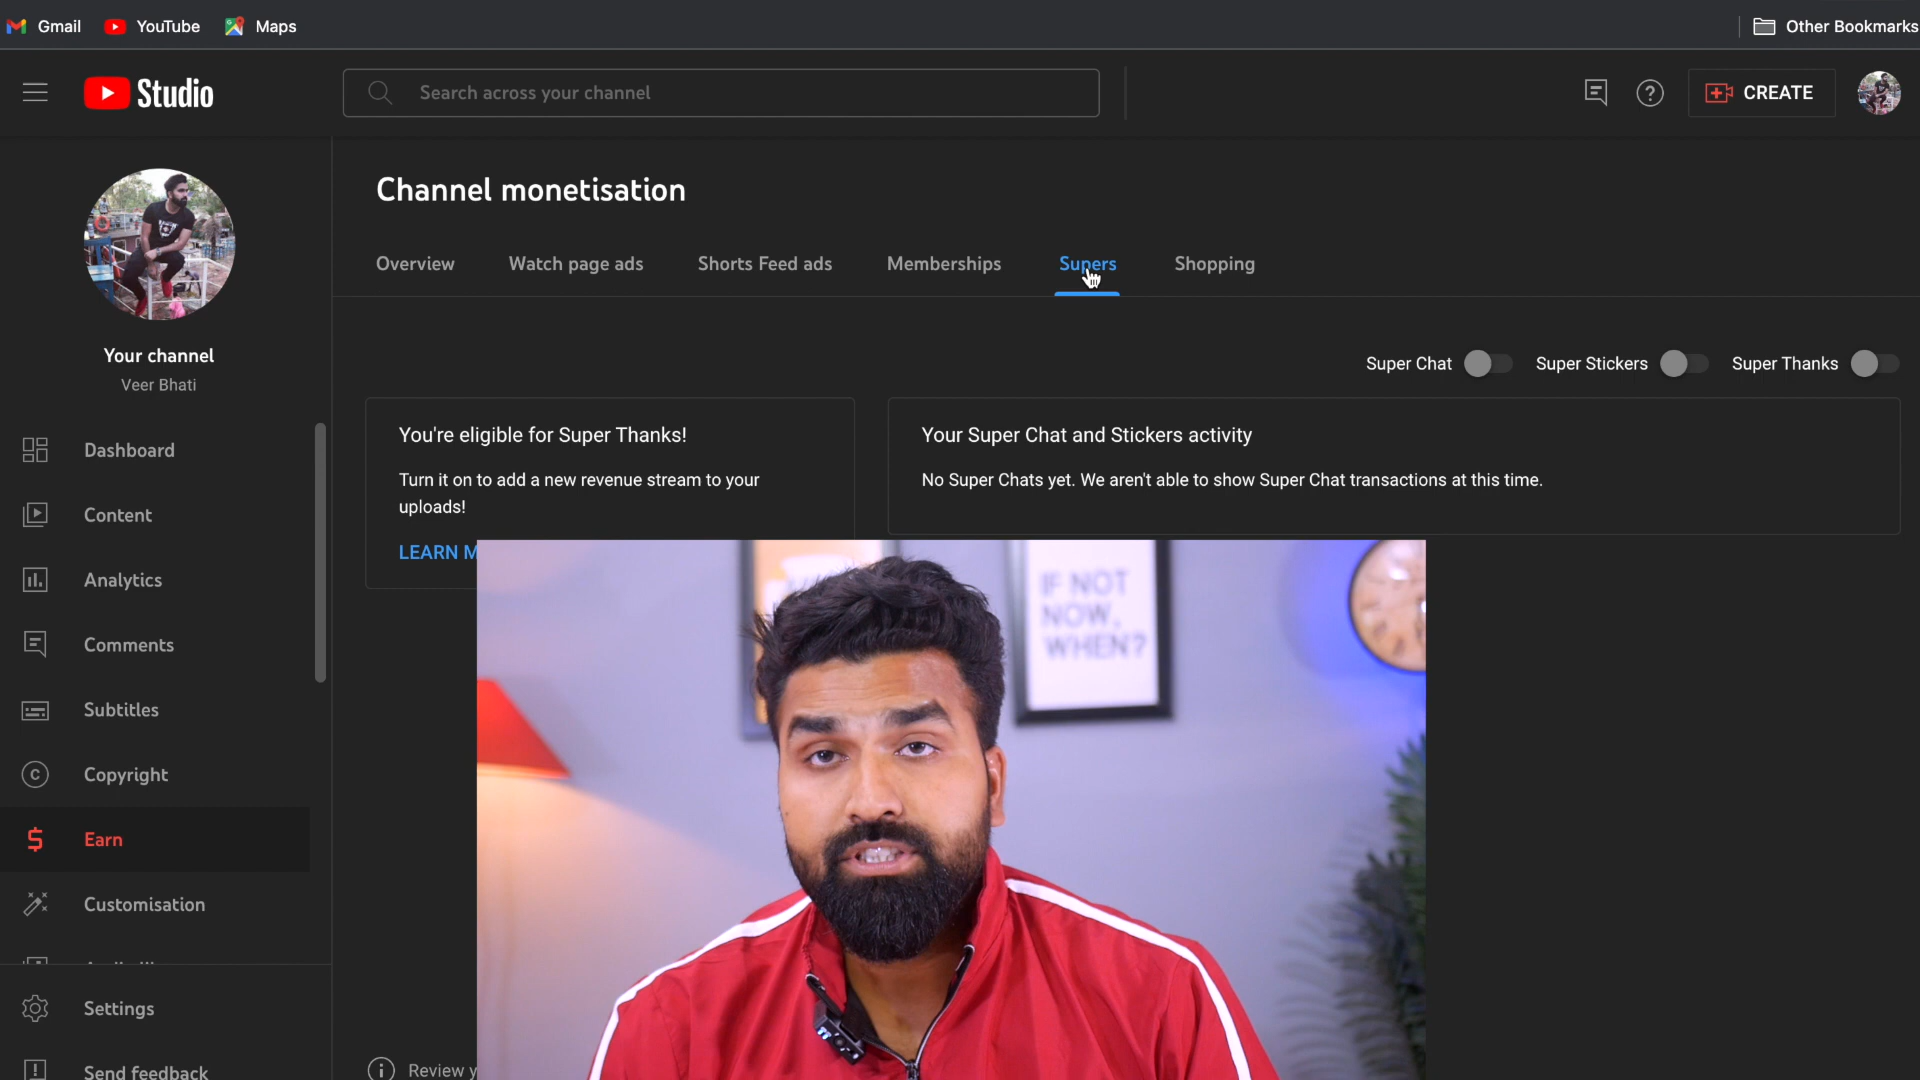 Gmail YouTube Maps Other Bookmarks
Studio
Search across your channel
CREATE
Channel monetisation
Overview Watch page ads Shorts Feed ads Memberships Supers Shopping
Your channel
Veer Bhati
Super Chat Super Stickers Super Thanks
You're eligible for Super Thanks!
Turn it on to add a new revenue stream to your
uploads!
LEARN M
Your Super Chat and Stickers activity
No Super Chats yet. We aren't able to show Super Chat transactions at this time.
Dashboard
Content
Analytics
Comments
Subtitles
Copyright
Earn
Customisation
Settings
Send feedback
IF NOT
NOW,
WHEN?
Review y